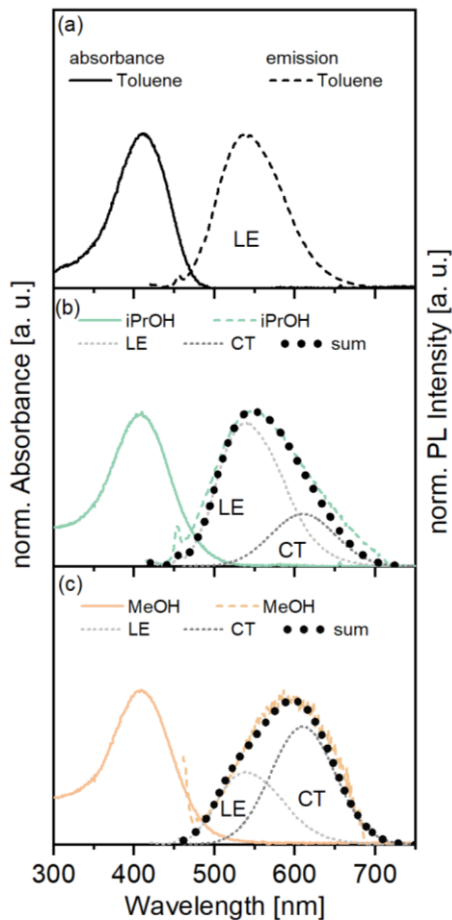 (a)
absorbance emission
Toluene Toluene
LE
(b)
iPrOH iPrOH
LE CT sum
LE
CT
(c)
MeOH MeOH
LE CT sum
LE CT
300 400 500 600 700
Wavelength [nm]
norm. Absorbance [a. u.]
norm. PL Intensity [a. u.]